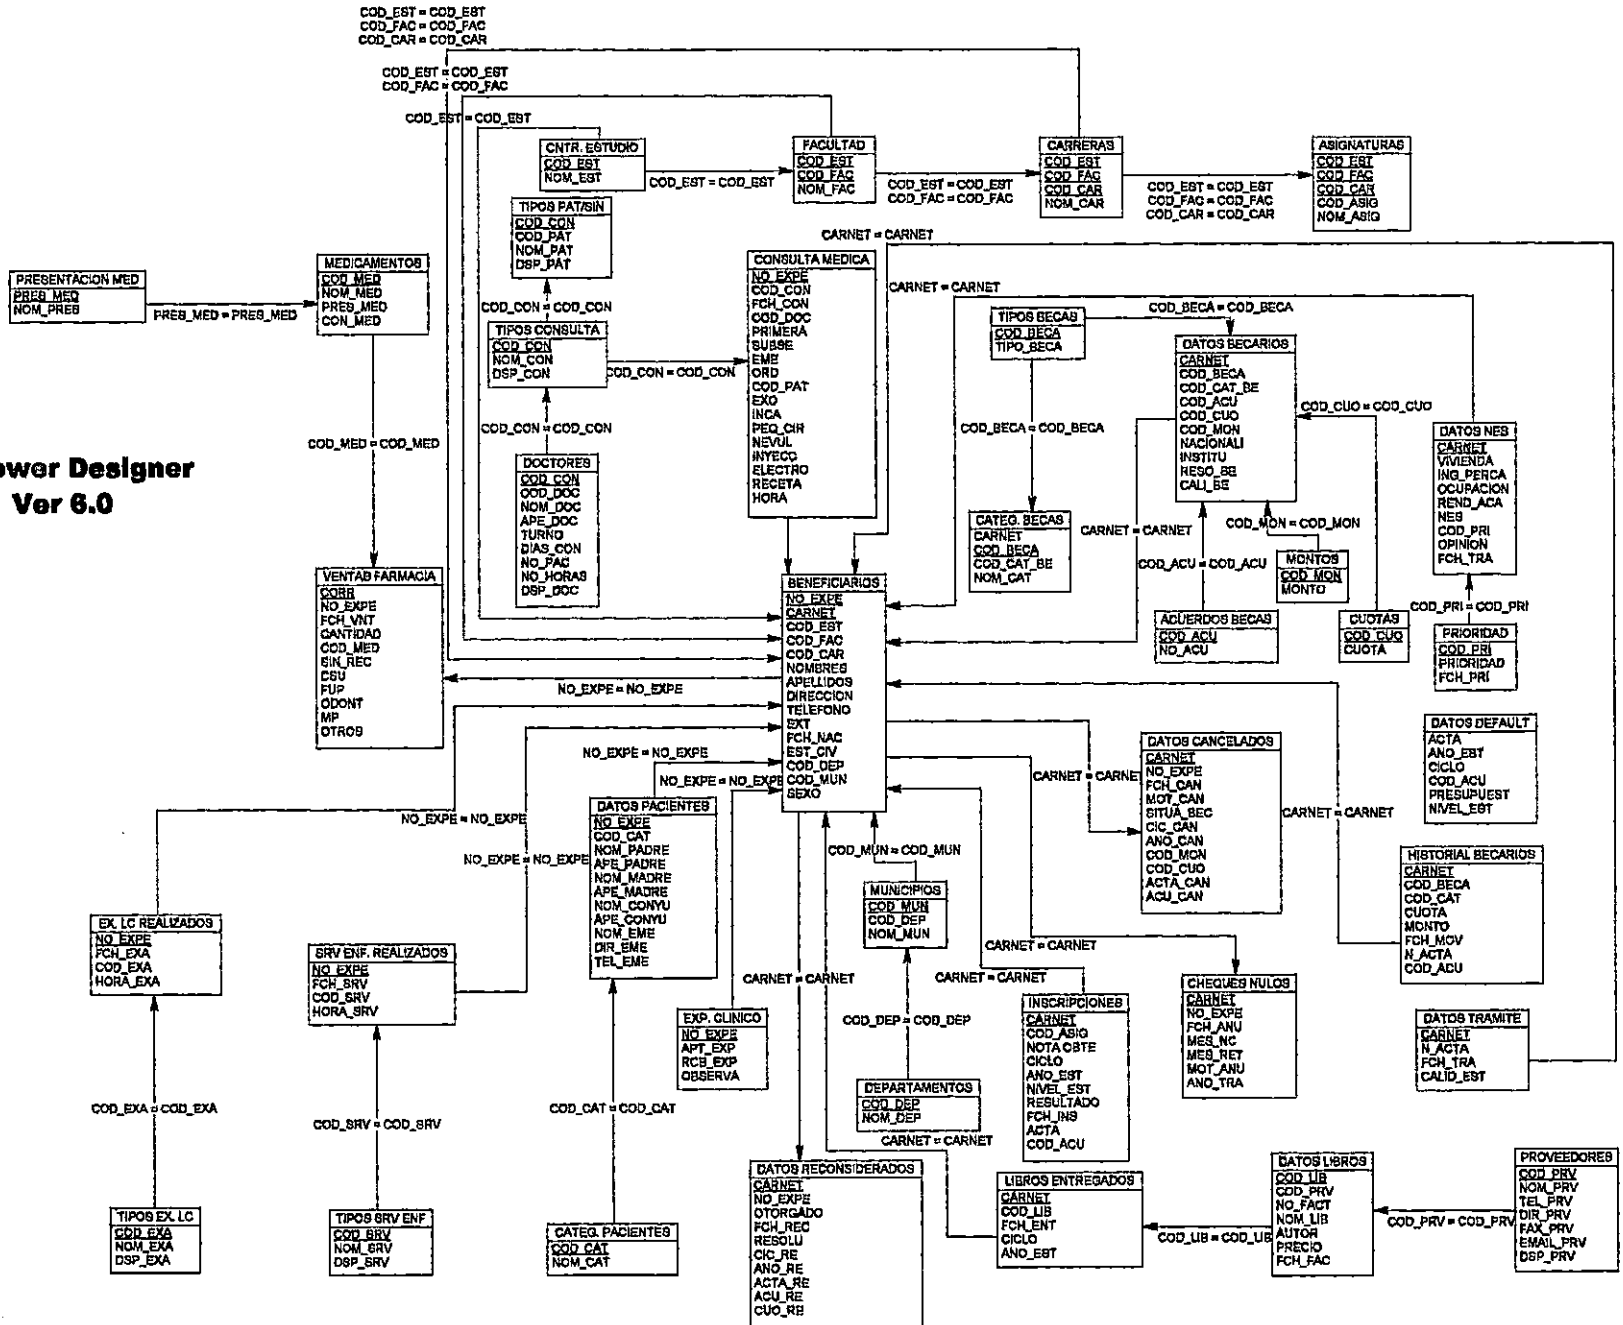 COD_EST = COD_EST
COD_FAC = COD_FAC
COD_CAR = COD_CAR
COD_EST = COD_EST
COD_FAC = COD_FAC
COD_EST = COD_EST
CNTR. ESTUDIO
COD_EST
NOM_EST
COD_EST = COD_EST
FACULTAD
COD_EST
COD_FAC
NOM_FAC
COD_EST = COD_EST
COD_FAC = COD_FAC
CARRERAS
COD_EST
COD_FAC
COD_CAR
NOM_CAR
COD_EST = COD_EST
COD_FAC = COD_FAC
COD_CAR = COD_CAR
ASIGNATURAS
COD_EST
COD_FAC
COD_CAR
COD_ASIG
NOM_ASIG
TIPOS PAT/SIN
COD_CON
COD_PAT
NOM_PAT
DSP_PAT
CARNET = CARNET
PRESENTACION MED
PRES_MED
NOM_PRES
PRES_MED = PRES_MED
MEDICAMENTOS
COD_MED
NOM_MED
PRES_MED
CON_MED
COD_CON = COD_CON
TIPOS CONSULTA
COD_CON
NOM_CON
DSP_CON
COD_CON = COD_CON
CONSULTA MEDICA
NO_EXPE
COD_CON
FCH_CON
COD_DOC
PRIMERA
SUBSE
EME
ORD
COD_PAT
EXO
INCA
PEQ_CIR
NEVUL
INYECC
ELECTRO
RECETA
HORA
CARNET = CARNET
TIPOS BECAS
COD_BECA
TIPO_BECA
COD_BECA = COD_BECA
DATOS BECARIOS
CARNET
COD_BECA
COD_CAT_BE
COD_ACU
COD_CUO
COD_MON
NACIONALI
INSTITU
RESO_BE
CALI_BE
COD_CUO = COD_CUO
DATOS NES
CARNET
VIVIENDA
ING_PERCA
OCUPACION
REND_ACA
NES
COD_PRI
OPINION
FCH_TRA
COD_MED = COD_MED
COD_CON = COD_CON
COD_BECA = COD_BECA
ower Designer
Ver 6.0
DOCTORES
COD_CON
COD_DOC
NOM_DOC
APE_DOC
TURNO
DIAS_CON
NO_PAC
NO_HORAS
DSP_DOC
CATEG. BECAS
CARNET
COD_BECA
COD_CAT_BE
NOM_CAT
CARNET = CARNET
COD_MON = COD_MON
COD_ACU = COD_ACU
MONTOS
COD_MON
MONTO
VENTAS FARMACIA
CORR
NO_EXPE
FCH_VNT
CANTIDAD
COD_MED
SIN_REC
CSU
FUP
ODONT
MP
OTROS
BENEFICIARIOS
NO_EXPE
CARNET
COD_EST
COD_FAC
COD_CAR
NOMBRES
APELLIDOS
DIRECCION
TELEFONO
EXT
FCH_NAC
EST_CIV
COD_DEP
COD_MUN
SEXO
ACUERDOS BECAS
COD_ACU
NO_ACU
CUOTAS
COD_CUO
CUOTA
COD_PRI = COD_PRI
PRIORIDAD
COD_PRI
PRIORIDAD
FCH_PRI
NO_EXPE = NO_EXPE
DATOS DEFAULT
ACTA
ANO_EST
CICLO
COD_ACU
PRESUPUEST
NIVEL_EST
NO_EXPE = NO_EXPE
NO_EXPE = NO_EXPE
DATOS CANCELADOS
CARNET
NO_EXPE
FCH_CAN
MOT_CAN
SITUA_BEC
CIC_CAN
ANO_CAN
COD_MON
COD_CUO
ACTA_CAN
ACU_CAN
CARNET = CARNET
CARNET = CARNET
NO_EXPE = NO_EXPE
NO_EXPE = NO_EXPE
DATOS PACIENTES
NO_EXPE
COD_CAT
NOM_PADRE
APE_PADRE
NOM_MADRE
APE_MADRE
NOM_CONYU
APE_CONYU
NOM_EME
DIR_EME
TEL_EME
COD_MUN = COD_MUN
MUNICIPIOS
COD_MUN
COD_DEP
NOM_MUN
HISTORIAL BECARIOS
CARNET
COD_BECA
COD_CAT
CUOTA
MONTO
FCH_MOV
N_ACTA
COD_ACU
EX. LC REALIZADOS
NO_EXPE
FCH_EXA
COD_EXA
HORA_EXA
SRV ENF. REALIZADOS
NO_EXPE
FCH_SRV
COD_SRV
HORA_SRV
CARNET = CARNET
CARNET = CARNET
CARNET = CARNET
CHEQUES NULOS
CARNET
NO_EXPE
FCH_ANU
MES_NC
MES_RET
MOT_ANU
ANO_TRA
EXP. CLINICO
NO_EXPE
APT_EXP
RCB_EXP
OBSERVA
COD_DEP = COD_DEP
INSCRIPCIONES
CARNET
COD_ASIG
NOTA OBTE
CICLO
ANO_EST
NIVEL_EST
RESULTADO
FCH_INS
ACTA
COD_ACU
DATOS TRAMITE
CARNET
N_ACTA
FCH_TRA
CALID_EST
DEPARTAMENTOS
COD_DEP
NOM_DEP
COD_EXA = COD_EXA
COD_SRV = COD_SRV
COD_CAT = COD_CAT
CARNET = CARNET
DATOS RECONSIDERADOS
CARNET
NO_EXPE
OTORGADO
FCH_REC
RESOLU
CIC_RE
ANO_RE
ACTA_RE
ACU_RE
CUO_RE
LIBROS ENTREGADOS
CARNET
COD_LIB
FCH_ENT
CICLO
ANO_EST
COD_LIB = COD_LIB
DATOS LIBROS
COD_LIB
COD_PRV
NO_FACT
NOM_LIB
AUTOR
PRECIO
FCH_FAC
COD_PRV = COD_PRV
PROVEEDORES
COD_PRV
NOM_PRV
TEL_PRV
DIR_PRV
FAX_PRV
EMAIL_PRV
DSP_PRV
TIPOS EX. LC
COD_EXA
NOM_EXA
DSP_EXA
TIPOS SRV ENF
COD_SRV
NOM_SRV
DSP_SRV
CATEG. PACIENTES
COD_CAT
NOM_CAT